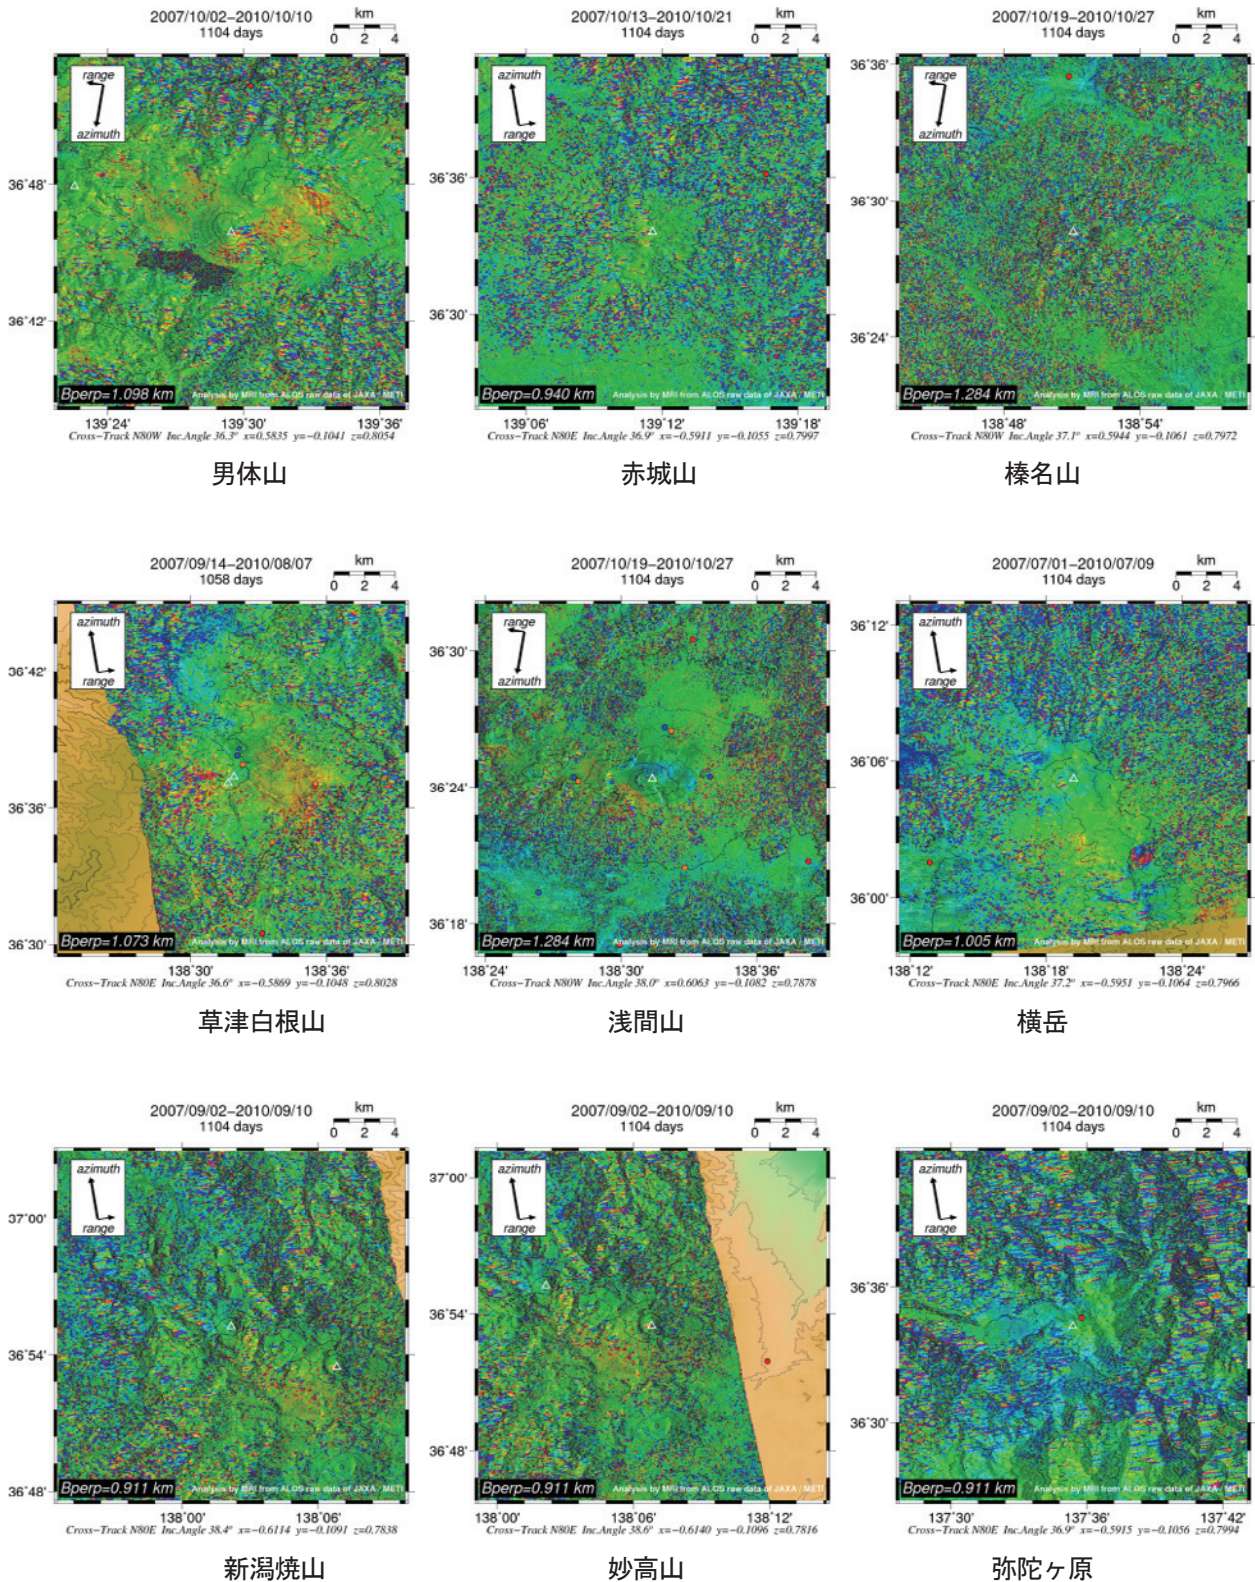 2007/10/02−2010/10/10
1104 days
km
0 2 4
range
azimuth
36˚48'
36˚42'
Bperp=1.098 km
Analysis by MRI from ALOS raw data of JAXA / METI
139˚24' 139˚30' 139˚36'
Cross−Track N80W Inc.Angle 36.3º x=0.5835 y=−0.1041 z=0.8054
男体山
2007/10/13−2010/10/21
1104 days
km
0 2 4
azimuth
range
36˚36'
36˚30'
Bperp=0.940 km
Analysis by MRI from ALOS raw data of JAXA / METI
139˚06' 139˚12' 139˚18'
Cross−Track N80E Inc.Angle 36.9º x=−0.5911 y=−0.1055 z=0.7997
赤城山
2007/10/19−2010/10/27
1104 days
km
0 2 4
range
azimuth
36˚36'
36˚30'
36˚24'
Bperp=1.284 km
Analysis by MRI from ALOS raw data of JAXA / METI
138˚48' 138˚54'
Cross−Track N80W Inc.Angle 37.1º x=0.5944 y=−0.1061 z=0.7972
榛名山
2007/09/14−2010/08/07
1058 days
km
0 2 4
azimuth
range
36˚42'
36˚36'
36˚30'
Bperp=1.073 km
Analysis by MRI from ALOS raw data of JAXA / METI
138˚30' 138˚36'
Cross−Track N80E Inc.Angle 36.6º x=−0.5869 y=−0.1048 z=0.8028
草津白根山
2007/10/19−2010/10/27
1104 days
km
0 2 4
range
azimuth
36˚30'
36˚24'
36˚18'
Bperp=1.284 km
Analysis by MRI from ALOS raw data of JAXA / METI
138˚24' 138˚30' 138˚36'
Cross−Track N80W Inc.Angle 38.0º x=0.6063 y=−0.1082 z=0.7878
浅間山
2007/07/01−2010/07/09
1104 days
km
0 2 4
azimuth
range
36˚12'
36˚06'
36˚00'
Bperp=1.005 km
Analysis by MRI from ALOS raw data of JAXA / METI
138˚12' 138˚18' 138˚24'
Cross−Track N80E Inc.Angle 37.2º x=−0.5951 y=−0.1064 z=0.7966
横岳
2007/09/02−2010/09/10
1104 days
km
0 2 4
azimuth
range
37˚00'
36˚54'
36˚48'
Bperp=0.911 km
Analysis by MRI from ALOS raw data of JAXA / METI
138˚00' 138˚06'
Cross−Track N80E Inc.Angle 38.4º x=−0.6114 y=−0.1091 z=0.7838
新潟焼山
2007/09/02−2010/09/10
1104 days
km
0 2 4
azimuth
range
37˚00'
36˚54'
36˚48'
Bperp=0.911 km
Analysis by MRI from ALOS raw data of JAXA / METI
138˚00' 138˚06' 138˚12'
Cross−Track N80E Inc.Angle 38.6º x=−0.6140 y=−0.1096 z=0.7816
妙高山
2007/09/02−2010/09/10
1104 days
km
0 2 4
azimuth
range
36˚36'
36˚30'
Bperp=0.911 km
Analysis by MRI from ALOS raw data of JAXA / METI
137˚30' 137˚36' 137˚42'
Cross−Track N80E Inc.Angle 36.9º x=−0.5915 y=−0.1056 z=0.7994
弥陀ヶ原